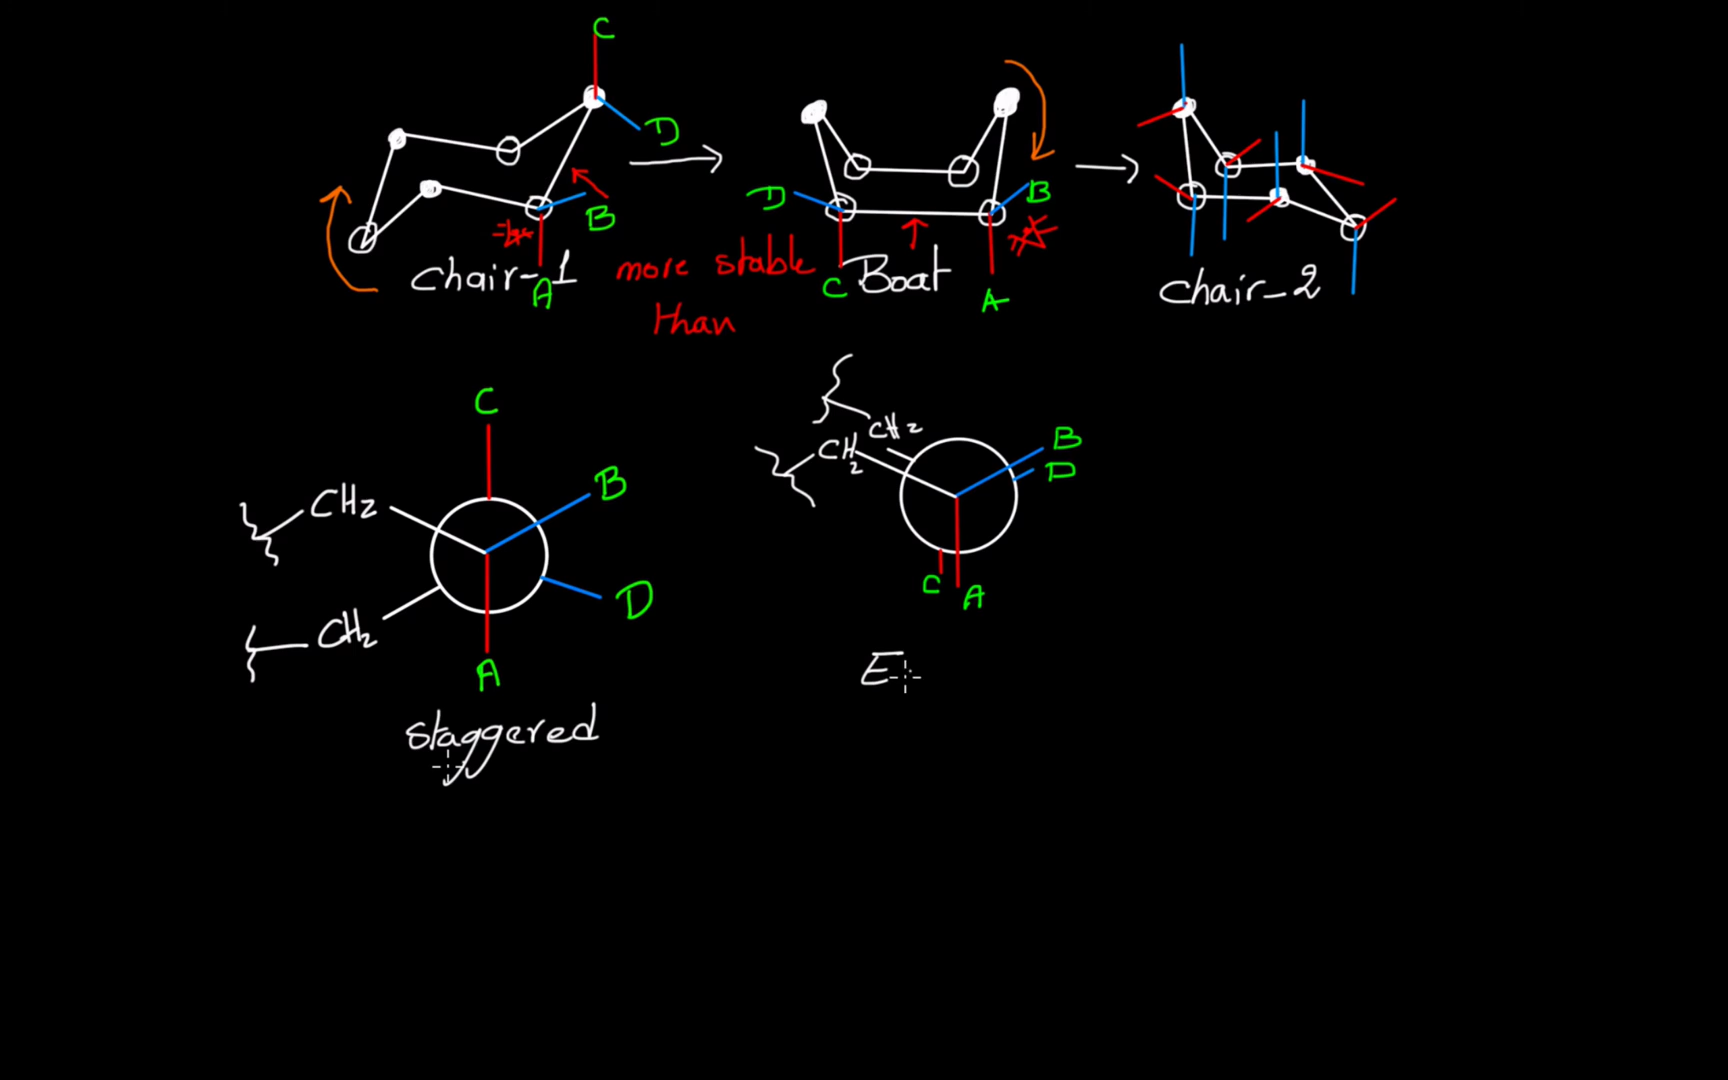 C
D
B
A
Chair-1
more stable
than
D
B
C
A
Boat
Chair-2
C
B
CH2
D
CH2
A
staggered
CH2
CH2
B
D
C
A
E